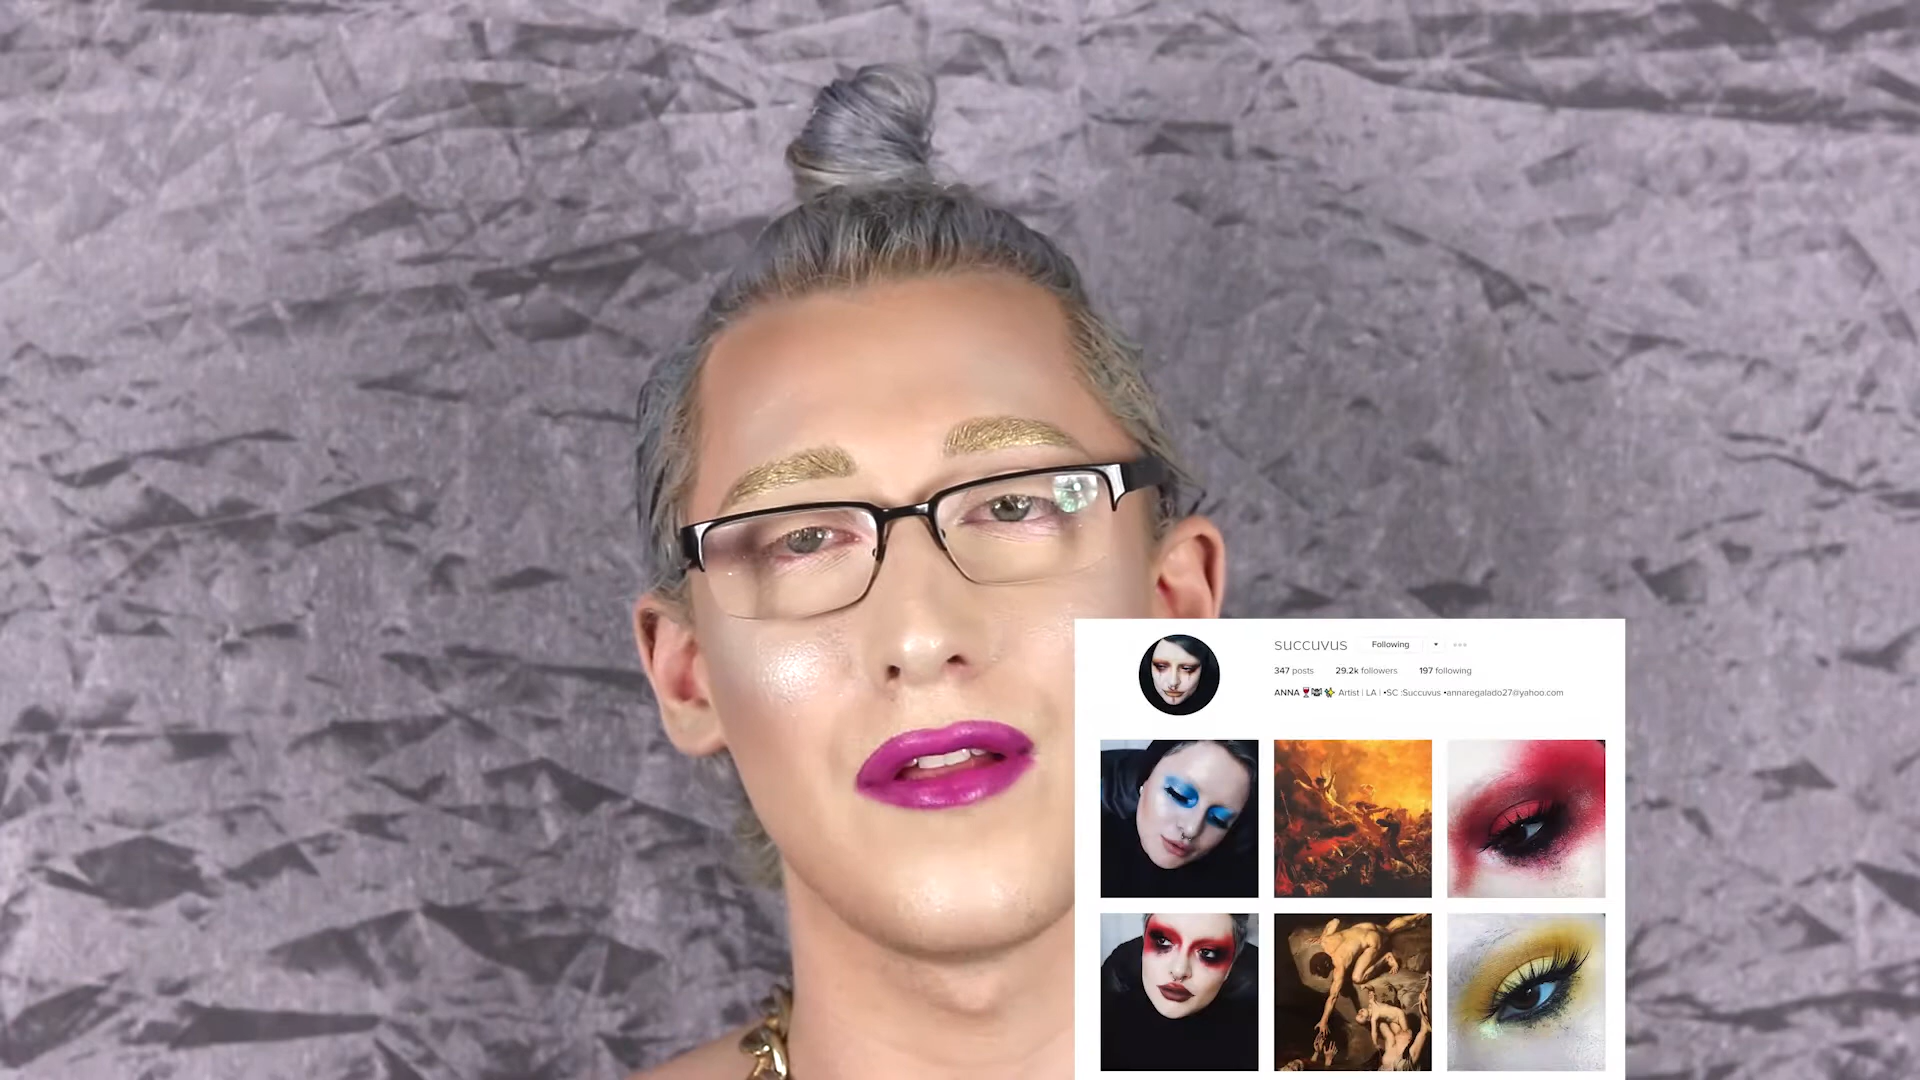 succuvus Following
347 posts 29.2k followers 197 following
ANNA🍷 Artist | LA | •SC :Succuvus •annaregalado27@yahoo.com